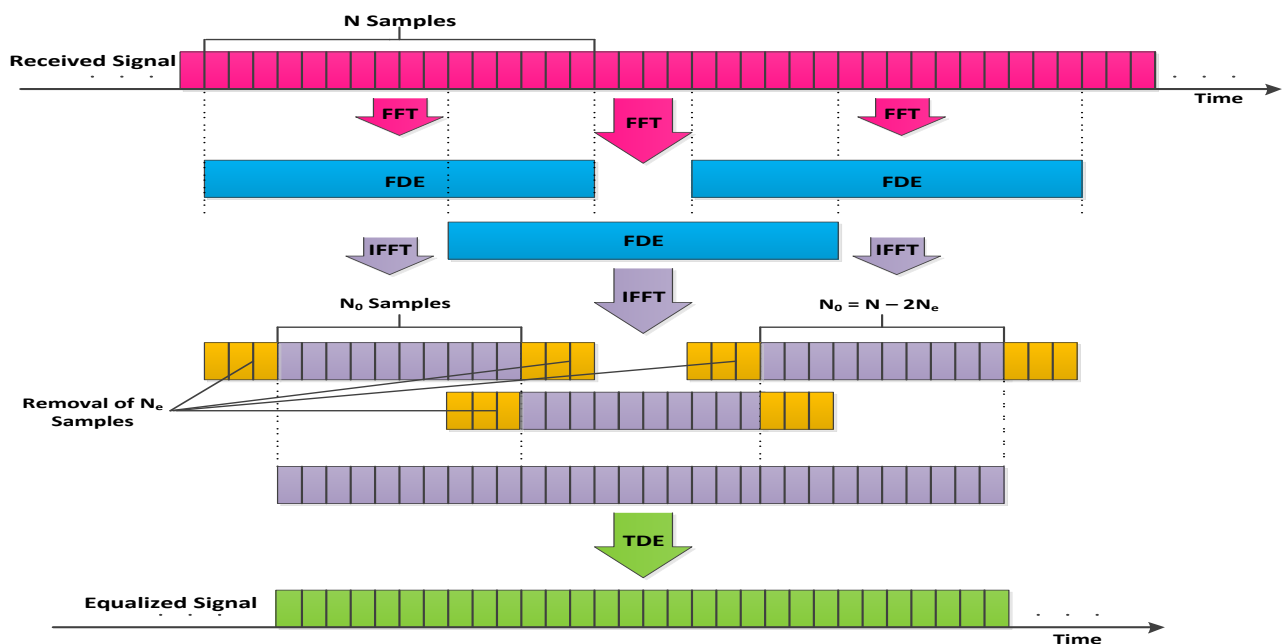 N Samples
Received Signal
. . . .
. . . .
Time
FFT
FFT
FFT
FDE
FDE
FDE
IFFT
IFFT
IFFT
N₀ Samples
N₀ = N – 2Nₑ
Removal of Nₑ
Samples
TDE
Equalized Signal
. . . .
. . . .
Time